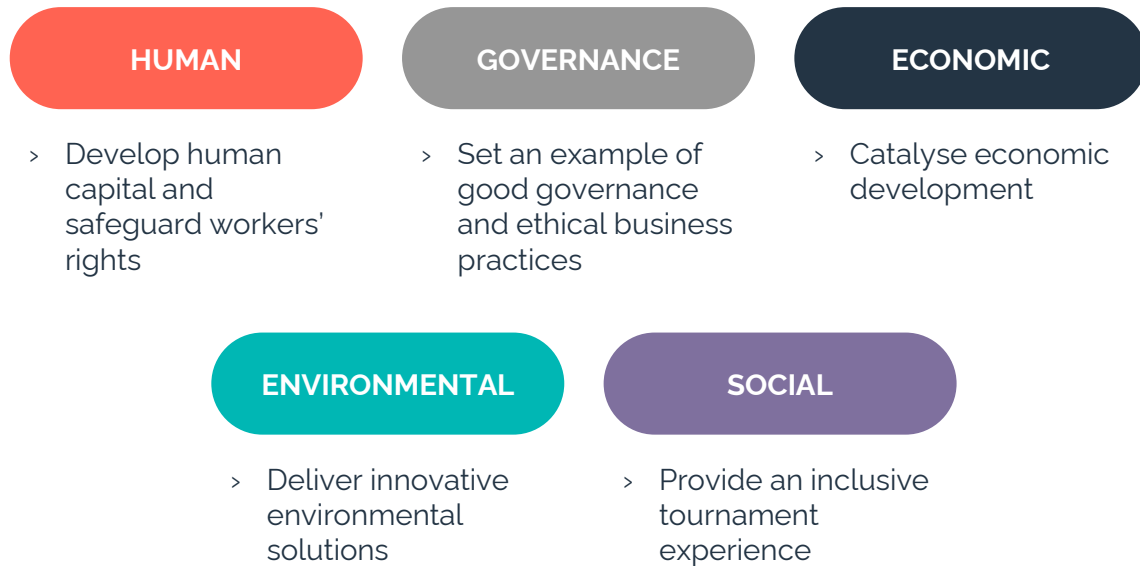 HUMAN
> Develop human
capital and
safeguard workers’
rights
GOVERNANCE
> Set an example of
good governance
and ethical business
practices
ECONOMIC
> Catalyse economic
development
ENVIRONMENTAL
> Deliver innovative
environmental
solutions
SOCIAL
> Provide an inclusive
tournament
experience